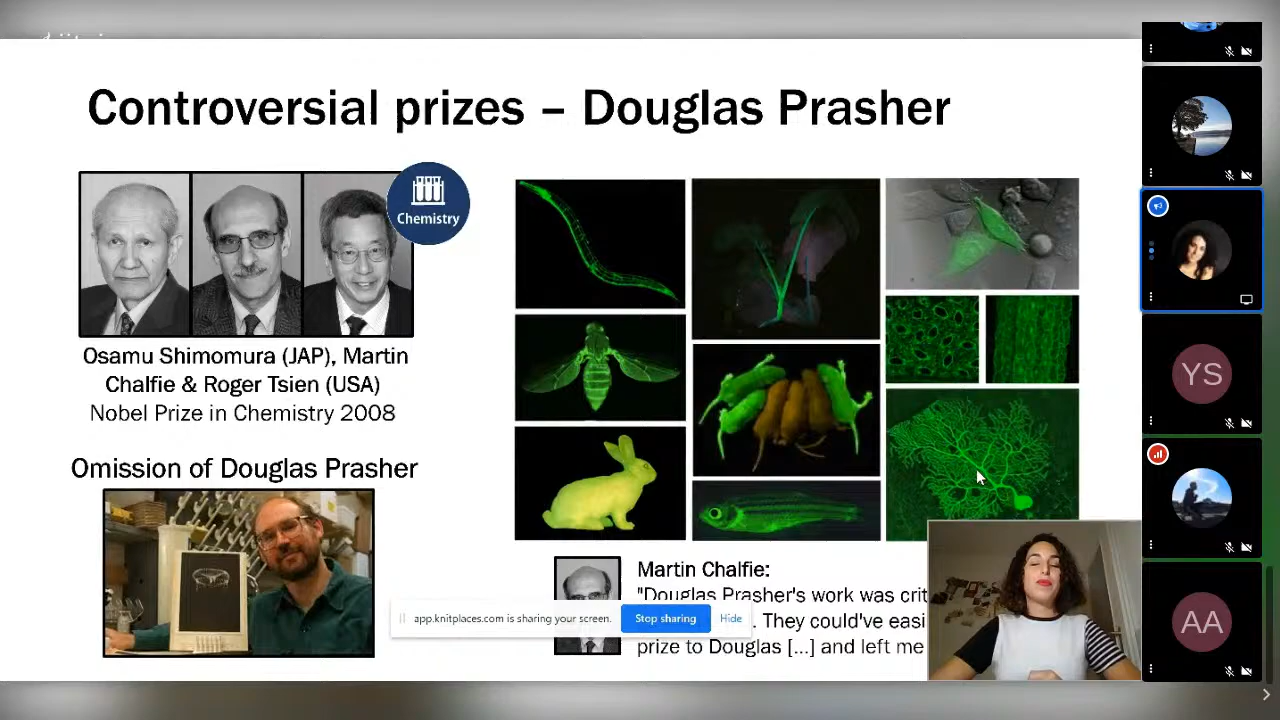 Controversial prizes – Douglas Prasher
Chemistry
Osamu Shimomura (JAP), Martin
Chalfie & Roger Tsien (USA)
Nobel Prize in Chemistry 2008
Omission of Douglas Prasher
Martin Chalfie:
"Douglas Prasher's work was crit
They could've easi
prize to Douglas [...] and left me
app.knitplaces.com is sharing your screen.
Stop sharing
Hide
YS
AA